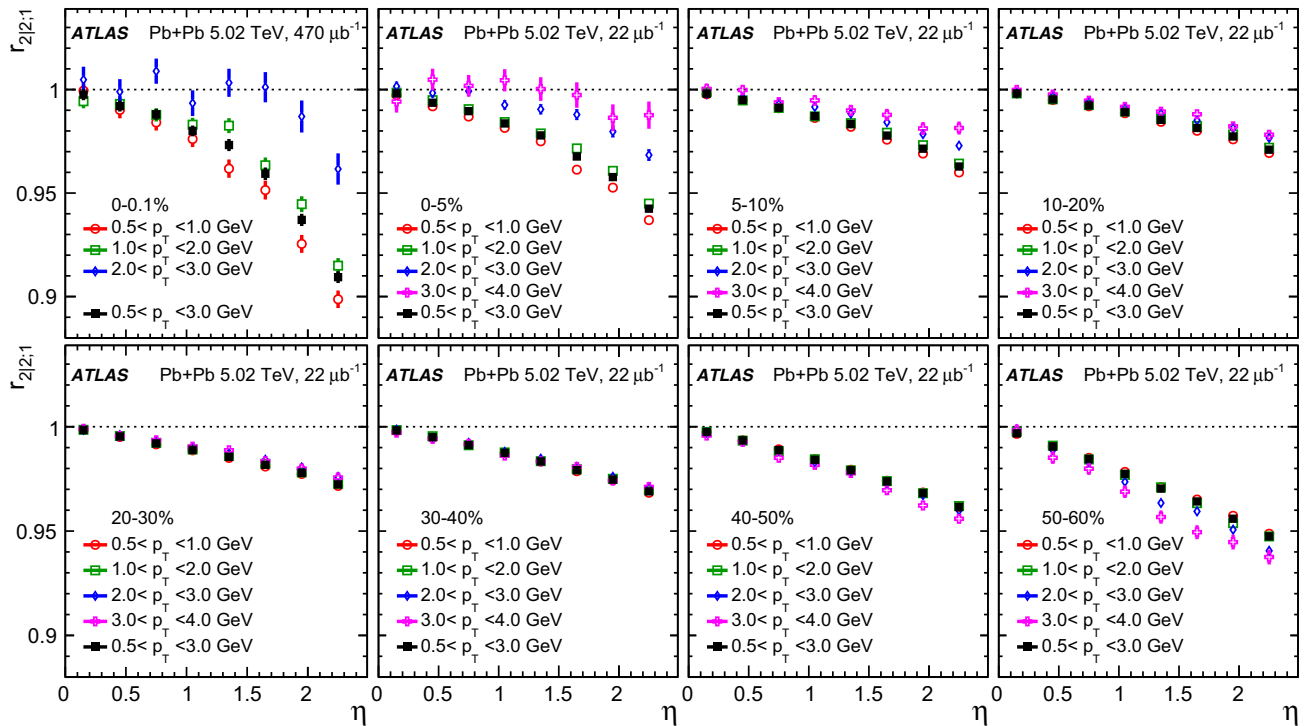 r2|2;1
ATLAS Pb+Pb 5.02 TeV, 470 μb-1
ATLAS Pb+Pb 5.02 TeV, 22 μb-1
ATLAS Pb+Pb 5.02 TeV, 22 μb-1
ATLAS Pb+Pb 5.02 TeV, 22 μb-1
1
0.95
0.9
0-0.1%
0.5< pT <1.0 GeV
1.0< pT <2.0 GeV
2.0< pT <3.0 GeV
0.5< pT <3.0 GeV
0-5%
0.5< pT <1.0 GeV
1.0< pT <2.0 GeV
2.0< pT <3.0 GeV
3.0< pT <4.0 GeV
0.5< pT <3.0 GeV
5-10%
0.5< pT <1.0 GeV
1.0< pT <2.0 GeV
2.0< pT <3.0 GeV
3.0< pT <4.0 GeV
0.5< pT <3.0 GeV
10-20%
0.5< pT <1.0 GeV
1.0< pT <2.0 GeV
2.0< pT <3.0 GeV
3.0< pT <4.0 GeV
0.5< pT <3.0 GeV
r2|2;1
ATLAS Pb+Pb 5.02 TeV, 22 μb-1
ATLAS Pb+Pb 5.02 TeV, 22 μb-1
ATLAS Pb+Pb 5.02 TeV, 22 μb-1
ATLAS Pb+Pb 5.02 TeV, 22 μb-1
1
0.95
0.9
20-30%
0.5< pT <1.0 GeV
1.0< pT <2.0 GeV
2.0< pT <3.0 GeV
3.0< pT <4.0 GeV
0.5< pT <3.0 GeV
30-40%
0.5< pT <1.0 GeV
1.0< pT <2.0 GeV
2.0< pT <3.0 GeV
3.0< pT <4.0 GeV
0.5< pT <3.0 GeV
40-50%
0.5< pT <1.0 GeV
1.0< pT <2.0 GeV
2.0< pT <3.0 GeV
3.0< pT <4.0 GeV
0.5< pT <3.0 GeV
50-60%
0.5< pT <1.0 GeV
1.0< pT <2.0 GeV
2.0< pT <3.0 GeV
3.0< pT <4.0 GeV
0.5< pT <3.0 GeV
0 0.5 1 1.5 2 η
0 0.5 1 1.5 2 η
0 0.5 1 1.5 2 η
0 0.5 1 1.5 2 η